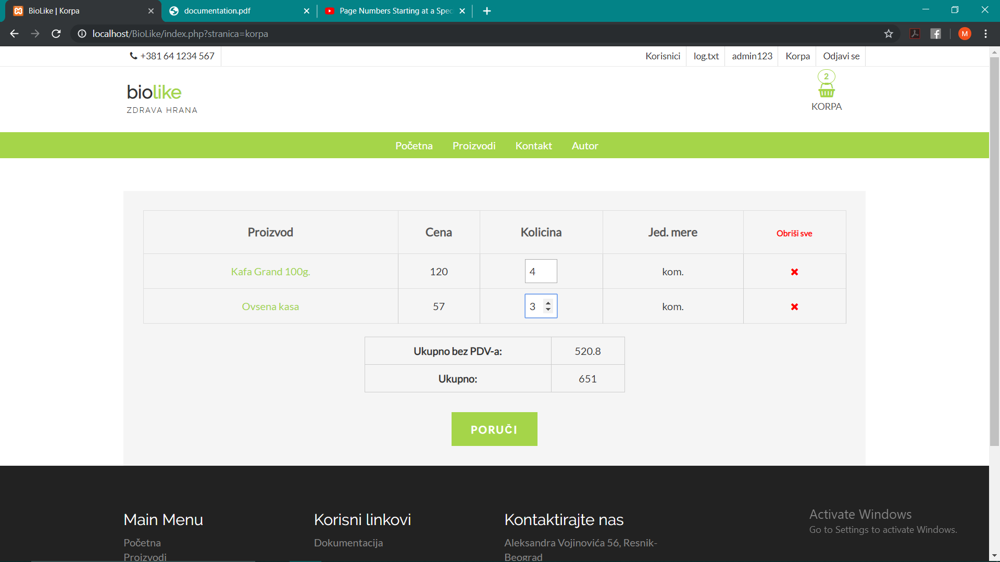 BioLike | Korpa
documentation.pdf
Page Numbers Starting at a Spec
localhost/BioLike/index.php?stranica=korpa
M
+381 64 1234 567
Korisnici
log.txt
admin123
Korpa
Odjavi se
biolike
ZDRAVA HRANA
2
KORPA
Početna
Proizvodi
Kontakt
Autor
Proizvod Cena Kolicina Jed. mere Obriši sve
Kafa Grand 100g. 120 4 kom.
Ovsena kasa 57 3 kom.
Ukupno bez PDV-a: 520.8
Ukupno: 651
PORUČI
Main Menu
Početna
Proizvodi
Korisni linkovi
Dokumentacija
Kontaktirajte nas
Aleksandra Vojinovića 56, Resnik-
Beograd
Activate Windows
Go to Settings to activate Windows.